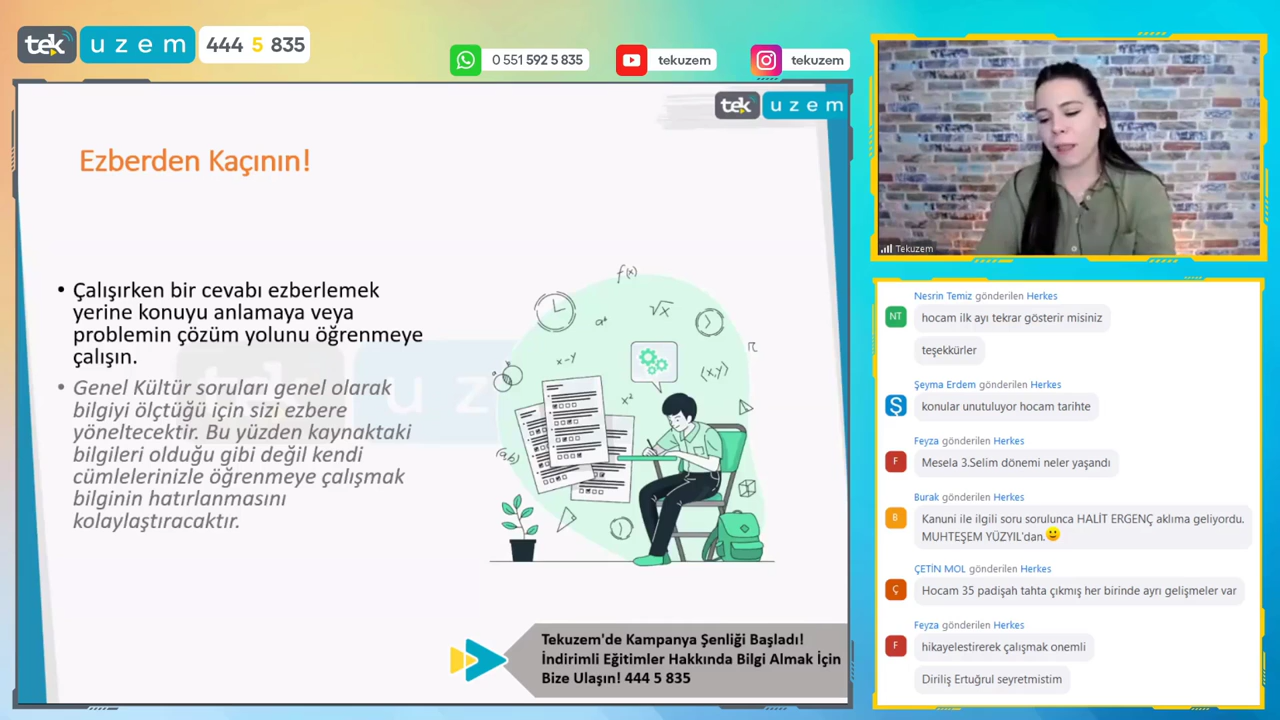 tek uzem 444 5 835
0 551 592 5 835
tekuzem
tekuzem
tek uzem
Ezberden Kaçının!
• Çalışırken bir cevabı ezberlemek
yerine konuyu anlamaya veya
problemin çözüm yolunu öğrenmeye
çalışın.
• Genel Kültür soruları genel olarak
bilgiyi ölçtüğü için sizi ezbere
yöneltecektir. Bu yüzden kaynaktaki
bilgileri olduğu gibi değil kendi
cümlelerinizle öğrenmeye çalışmak
bilginin hatırlanmasını
kolaylaştıracaktır.
f(x)
√x
a²
x-y
π
(x,y)
x²
(a,b)
Tekuzem'de Kampanya Şenliği Başladı!
İndirimli Eğitimler Hakkında Bilgi Almak İçin
Bize Ulaşın! 444 5 835
Tekuzem
Nesrin Temiz gönderilen Herkes
NT
hocam ilk ayı tekrar gösterir misiniz
teşekkürler
Şeyma Erdem gönderilen Herkes
Ş
konular unutuluyor hocam tarihte
Feyza gönderilen Herkes
F
Mesela 3.Selim dönemi neler yaşandı
Burak gönderilen Herkes
B
Kanuni ile ilgili soru sorulunca HALİT ERGENÇ aklıma geliyordu.
MUHTEŞEM YÜZYIL'dan.
ÇETİN MOL gönderilen Herkes
Ç
Hocam 35 padişah tahta çıkmış her birinde ayrı gelişmeler var
Feyza gönderilen Herkes
F
hikayelestirerek çalışmak onemli
Diriliş Ertuğrul seyretmistim